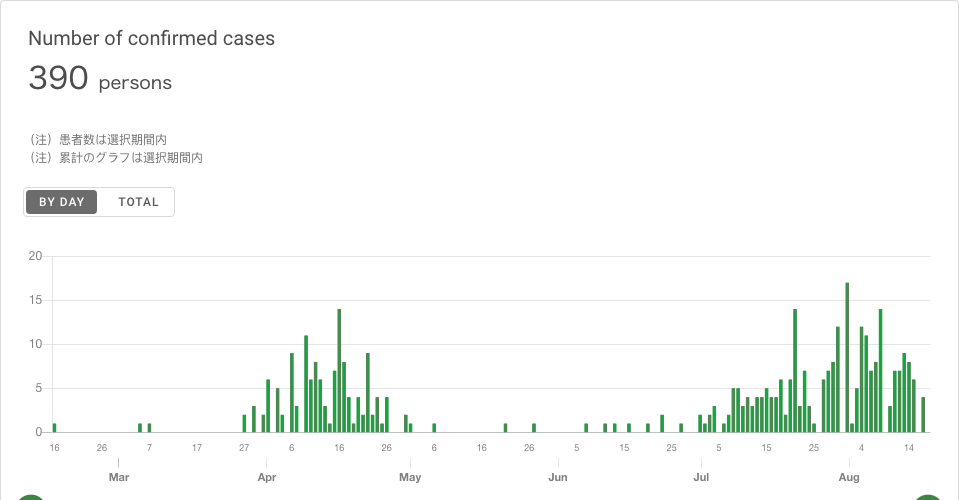 Number of confirmed cases
390 persons
（注）患者数は選択期間内
（注）累計のグラフは選択期間内
BY DAY TOTAL
20
15
10
5
0
16 26 7 17 27 6 16 26 6 16 26 5 15 25 5 15 25 4 14
Mar Apr May Jun Jul Aug